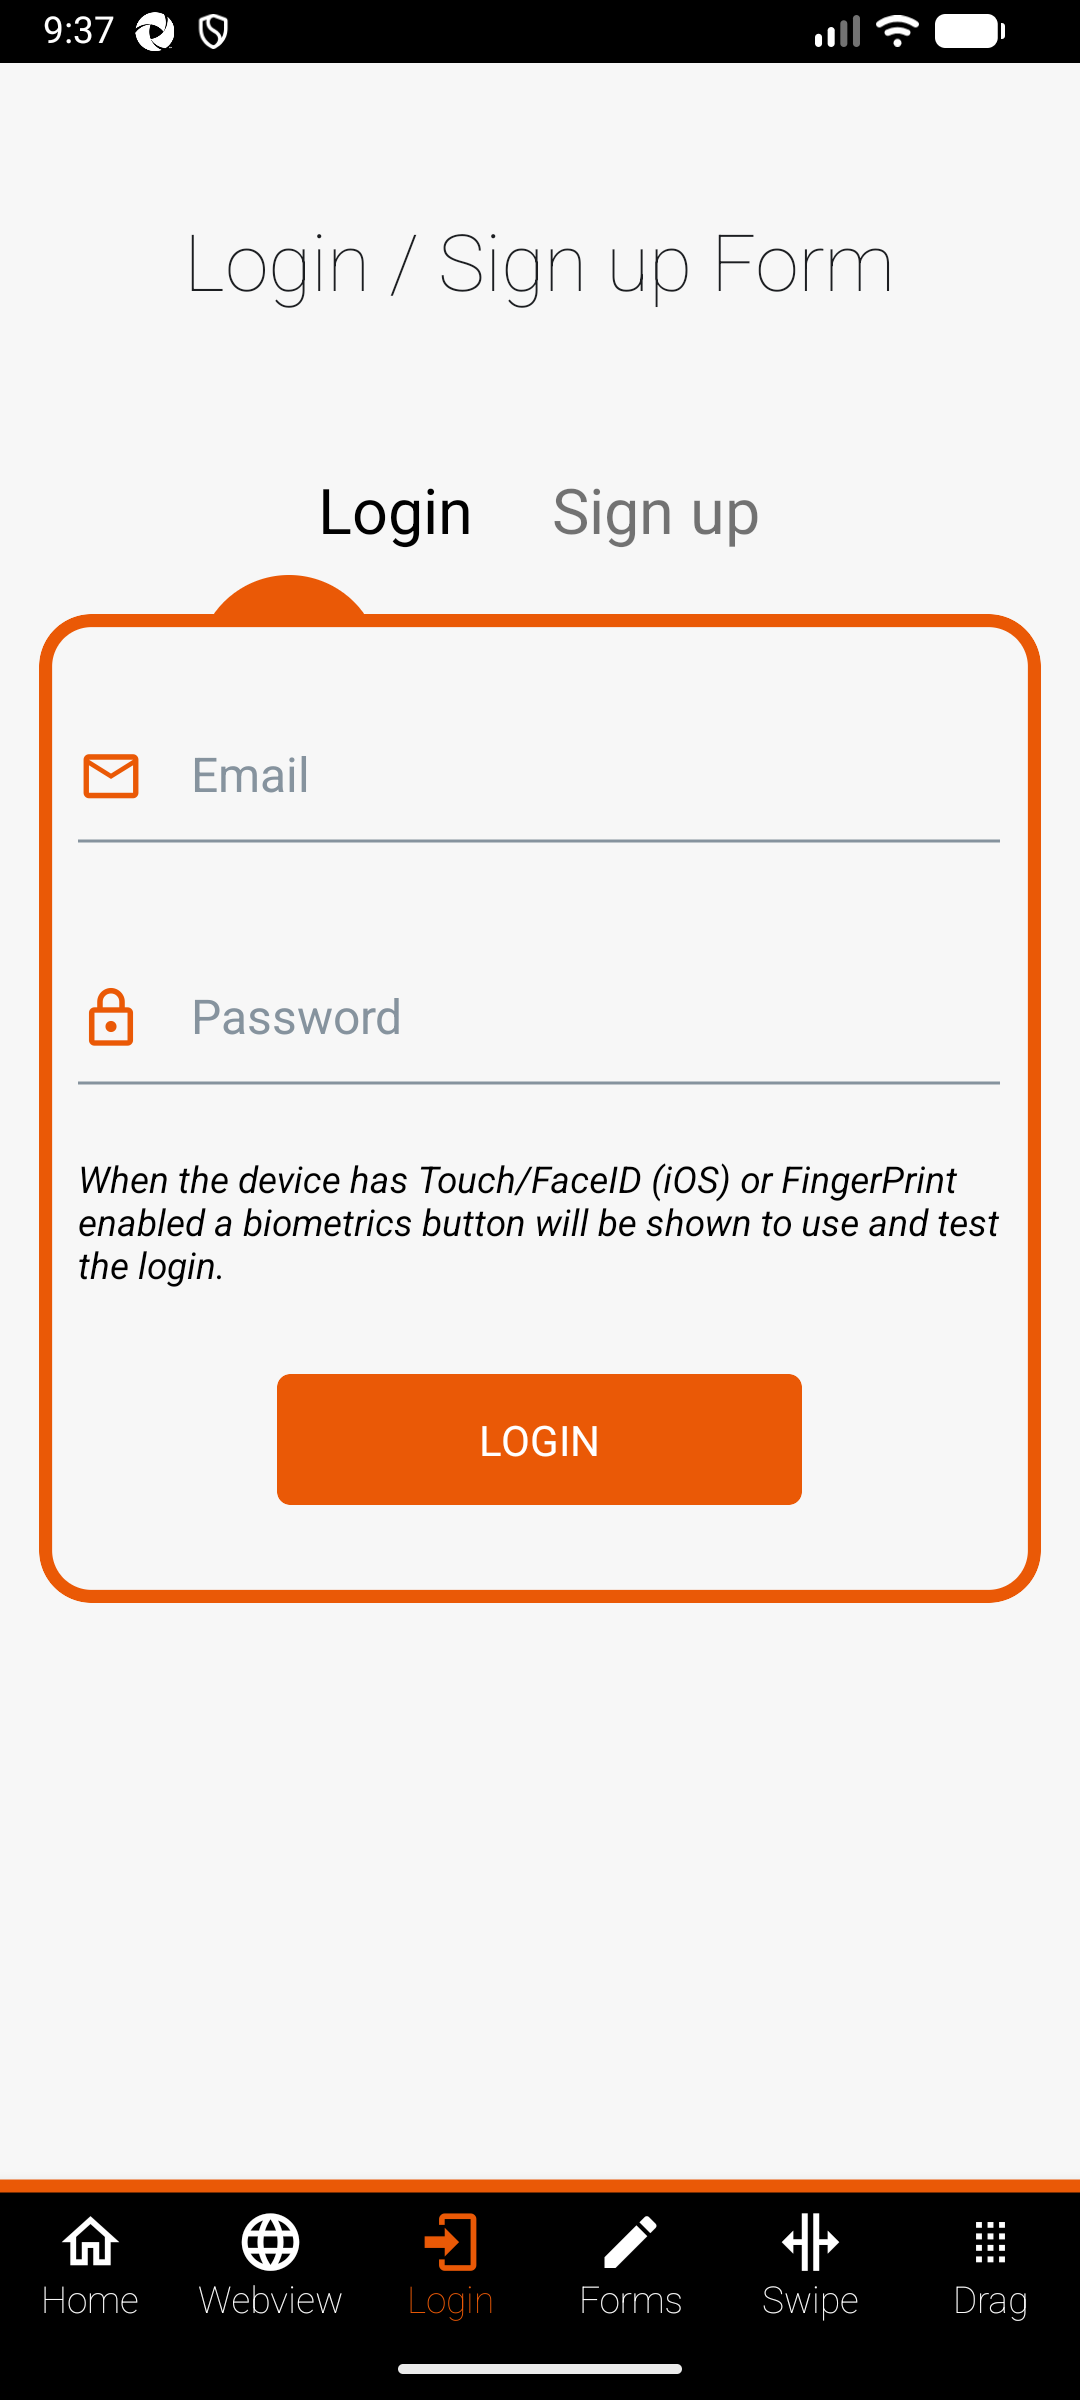 9:37
Login / Sign up Form
Login Sign up
Email
Password
When the device has Touch/FaceID (iOS) or FingerPrint
enabled a biometrics button will be shown to use and test
the login.
LOGIN
Home Webview Login Forms Swipe Drag